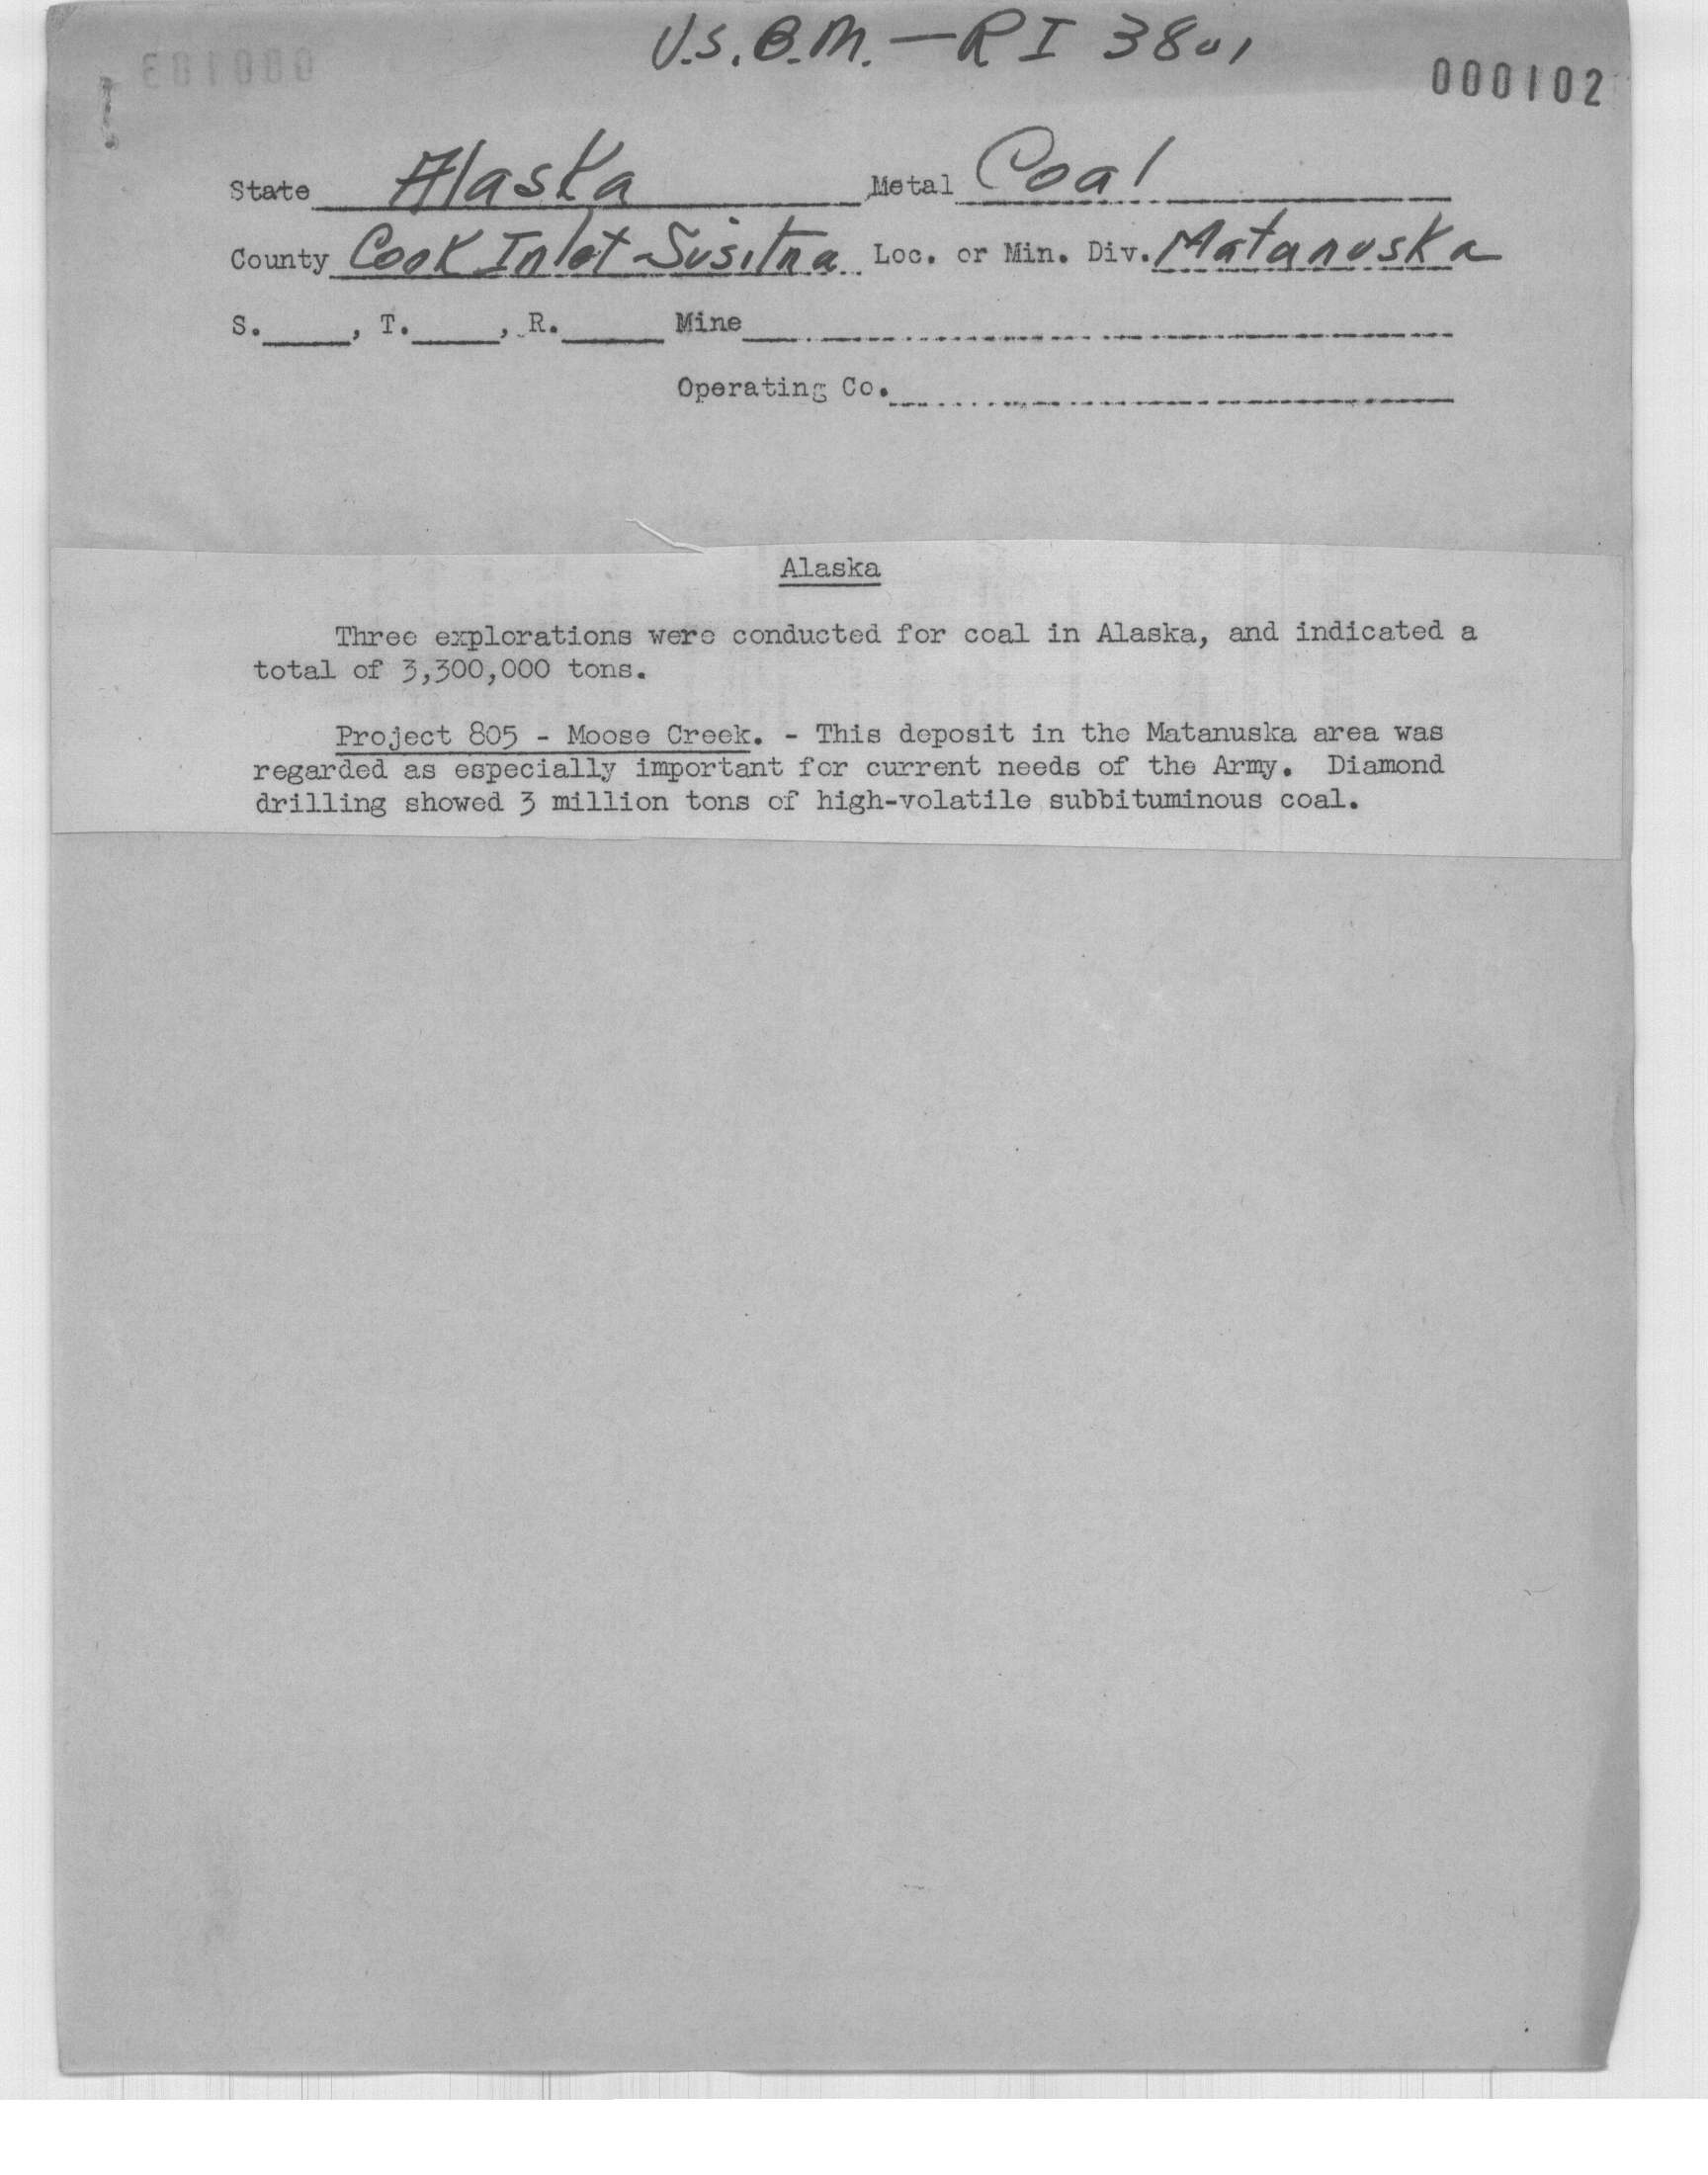 U.S.B.M. — RI 3801
000102
State Alaska Metal Coal
County Cook Inlet-Susitna Loc. or Min. Div. Matanuska
S.____, T.____, R.____ Mine
Operating Co.
Alaska
Three explorations were conducted for coal in Alaska, and indicated a
total of 3,300,000 tons.
Project 805 - Moose Creek. - This deposit in the Matanuska area was
regarded as especially important for current needs of the Army. Diamond
drilling showed 3 million tons of high-volatile subbituminous coal.